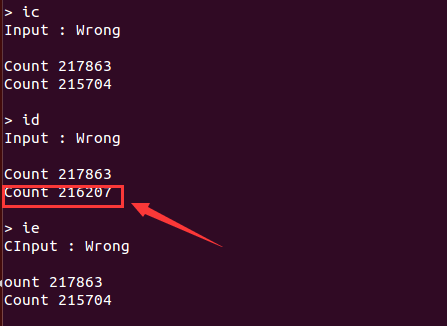 > ic
Input : Wrong
Count 217863
Count 215704
> id
Input : Wrong
Count 217863
Count 216207
> ie
CInput : Wrong
ount 217863
Count 215704